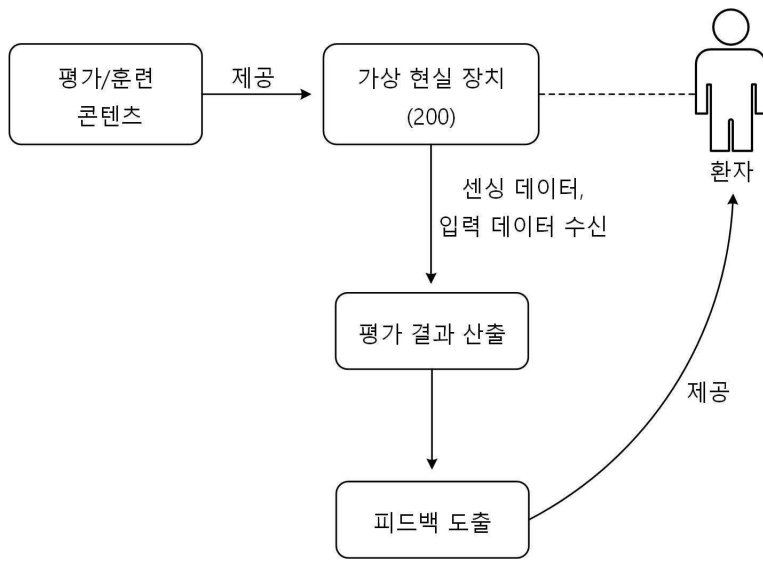 평가/훈련
콘텐츠
제공
가상 현실 장치
(200)
환자
센싱 데이터,
입력 데이터 수신
평가 결과 산출
제공
피드백 도출